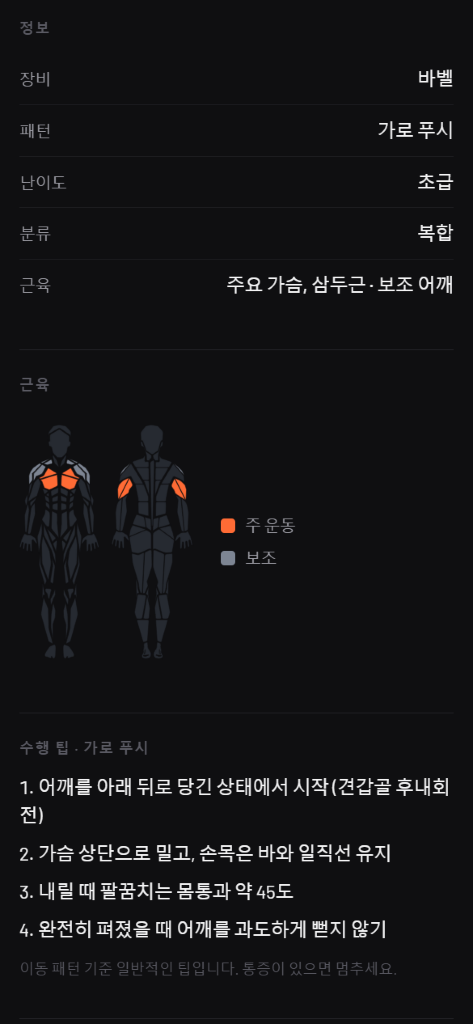 정보
장비 바벨
패턴 가로 푸시
난이도 초급
분류 복합
근육 주요 가슴, 삼두근 · 보조 어깨
근육
주 운동
보조
수행 팁 · 가로 푸시
1. 어깨를 아래 뒤로 당긴 상태에서 시작(견갑골 후내회
전)
2. 가슴 상단으로 밀고, 손목은 바와 일직선 유지
3. 내릴 때 팔꿈치는 몸통과 약 45도
4. 완전히 펴졌을 때 어깨를 과도하게 뻗지 않기
이동 패턴 기준 일반적인 팁입니다. 통증이 있으면 멈추세요.